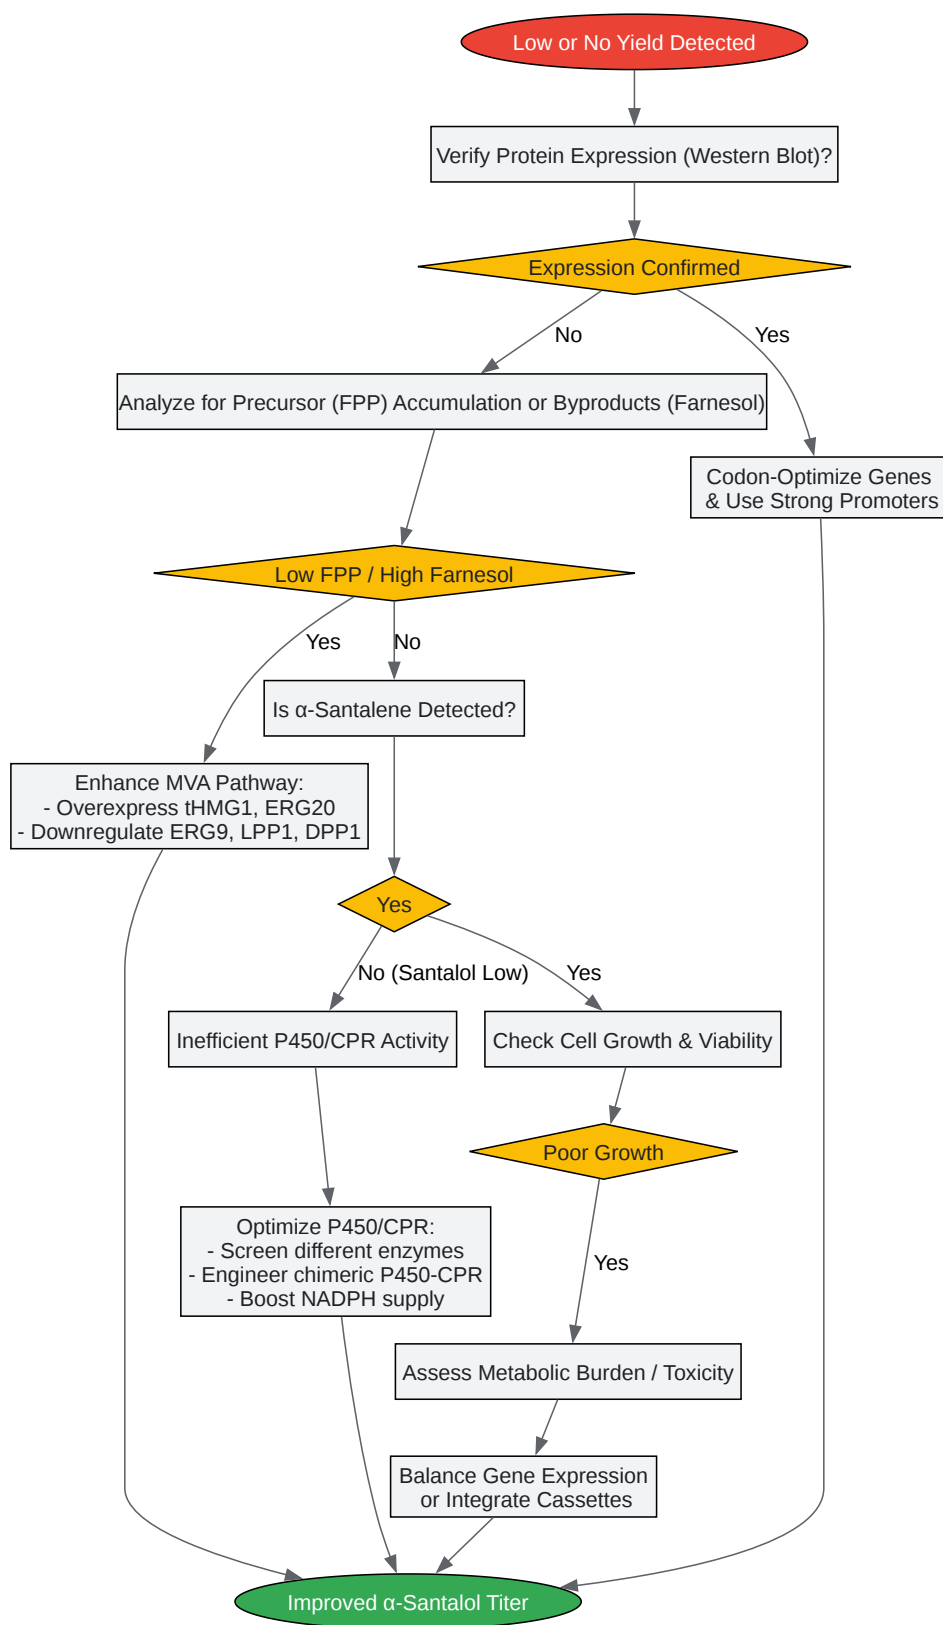 Low or No Yield Detected
Verify Protein Expression (Western Blot)?
Expression Confirmed
No
Yes
Analyze for Precursor (FPP) Accumulation or Byproducts (Farnesol)
Codon-Optimize Genes
& Use Strong Promoters
Low FPP / High Farnesol
Yes
No
Is α-Santalene Detected?
Enhance MVA Pathway:
- Overexpress tHMG1, ERG20
- Downregulate ERG9, LPP1, DPP1
Yes
No (Santalol Low)
Yes
Inefficient P450/CPR Activity
Check Cell Growth & Viability
Poor Growth
Optimize P450/CPR:
- Screen different enzymes
- Engineer chimeric P450-CPR
- Boost NADPH supply
Yes
Assess Metabolic Burden / Toxicity
Balance Gene Expression
or Integrate Cassettes
Improved α-Santalol Titer